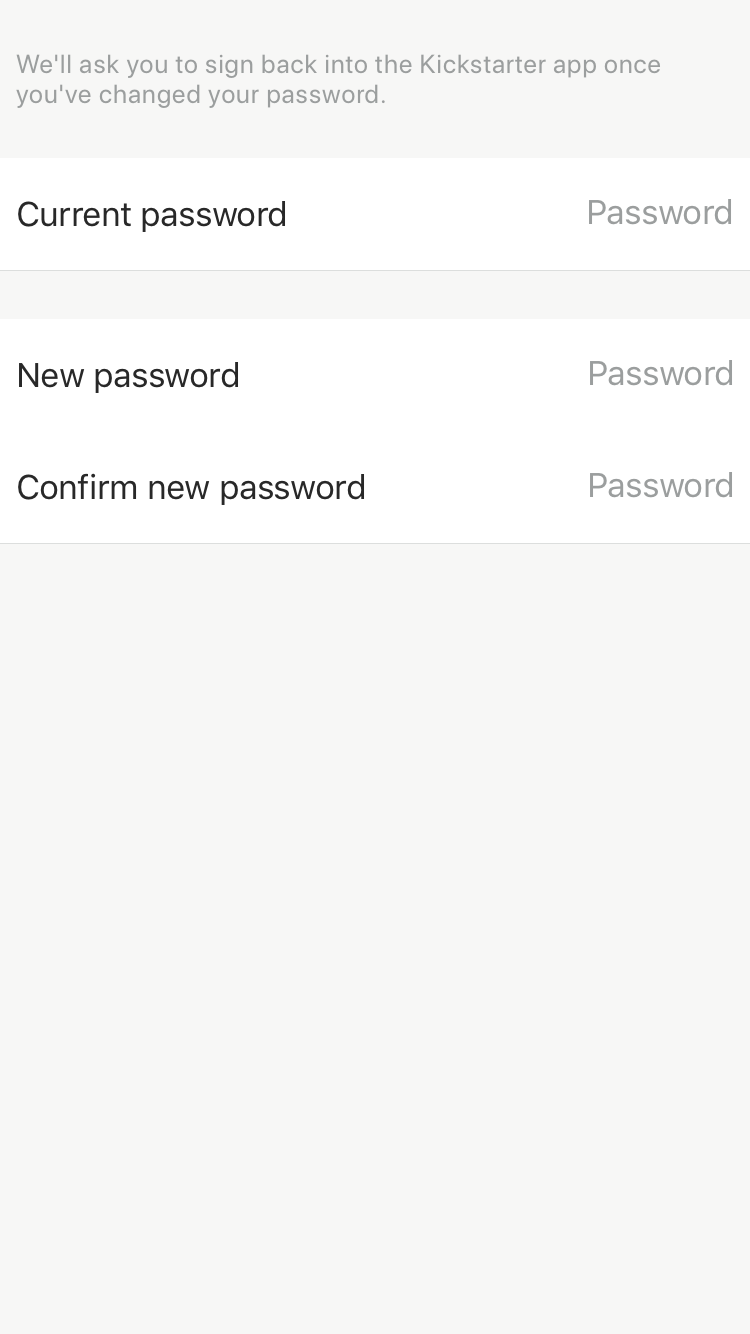 We'll ask you to sign back into the Kickstarter app once
you've changed your password.
Current password Password
New password Password
Confirm new password Password